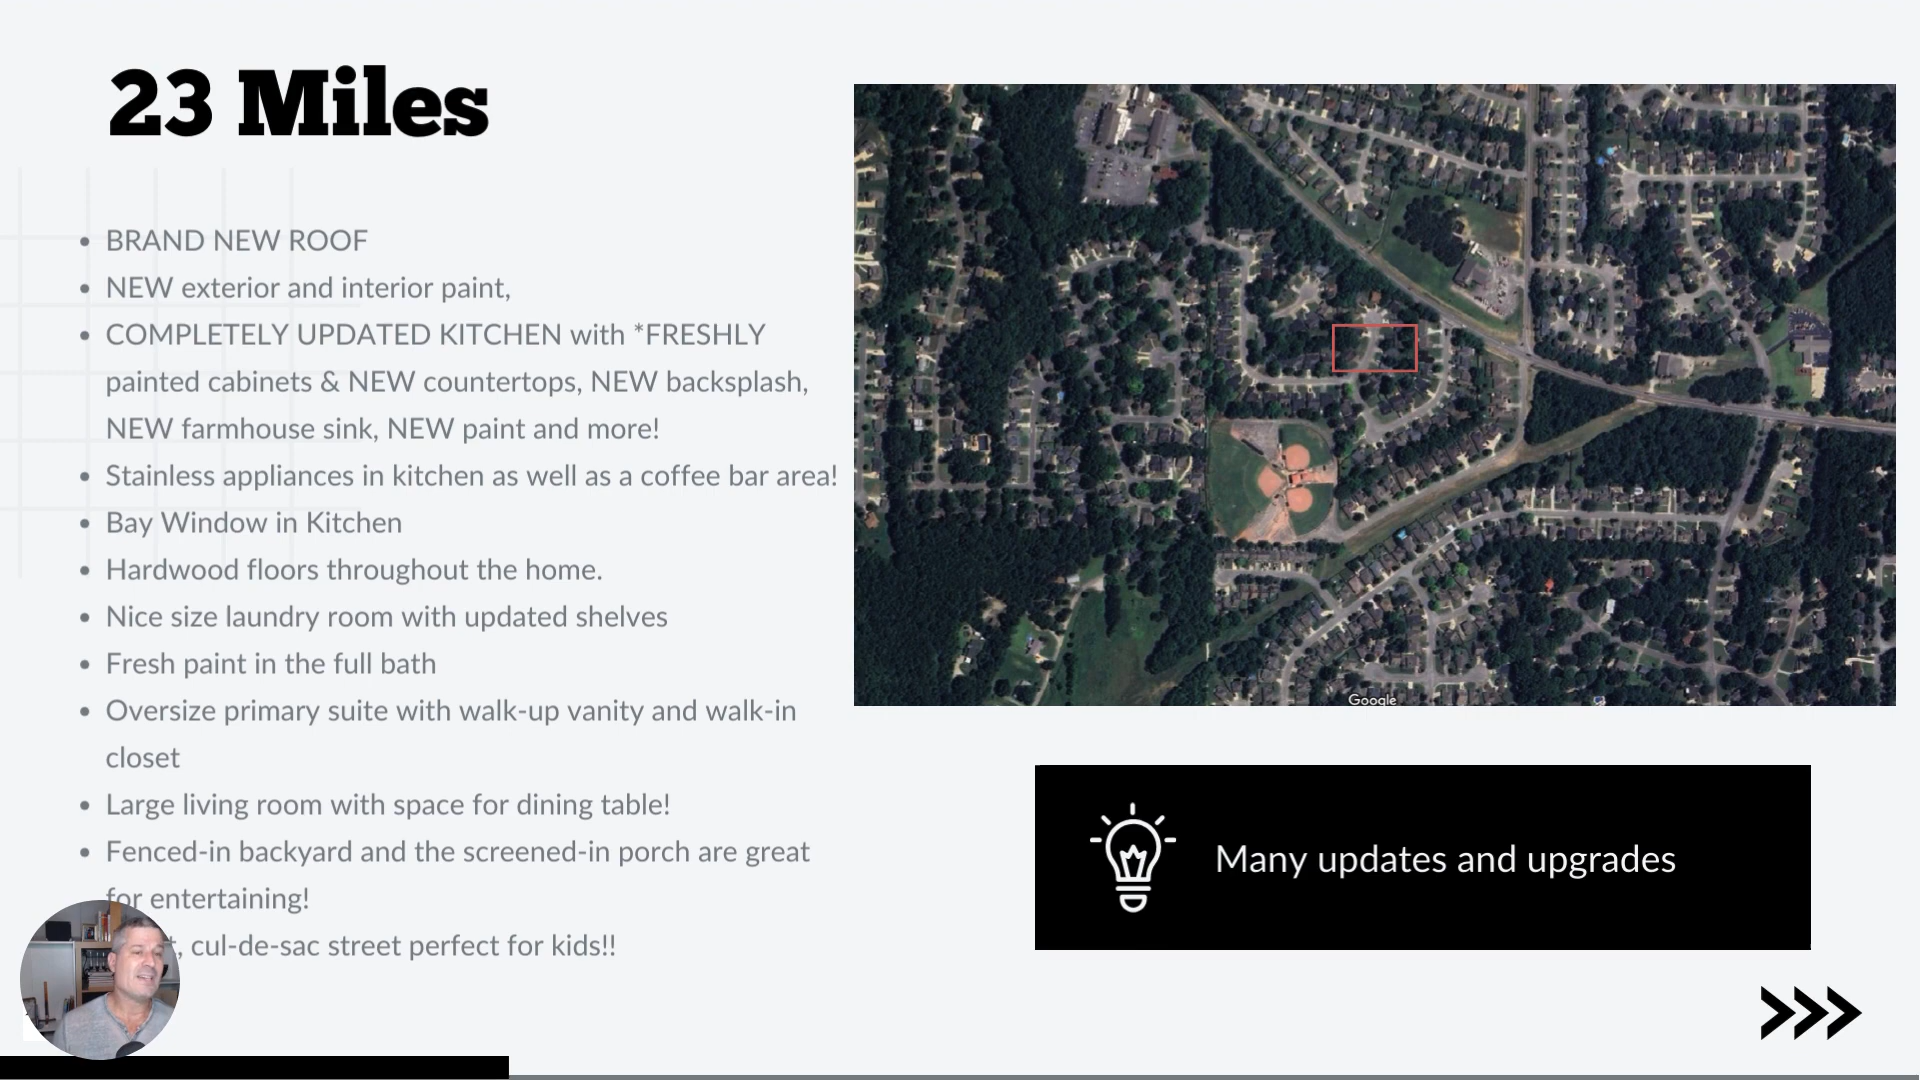 23 Miles
BRAND NEW ROOF
NEW exterior and interior paint,
COMPLETELY UPDATED KITCHEN with *FRESHLY
painted cabinets & NEW countertops, NEW backsplash,
NEW farmhouse sink, NEW paint and more!
Stainless appliances in kitchen as well as a coffee bar area!
Bay Window in Kitchen
Hardwood floors throughout the home.
Nice size laundry room with updated shelves
Fresh paint in the full bath
Oversize primary suite with walk-up vanity and walk-in
closet
Large living room with space for dining table!
Fenced-in backyard and the screened-in porch are great
for entertaining!
cul-de-sac street perfect for kids!!
Google
Many updates and upgrades